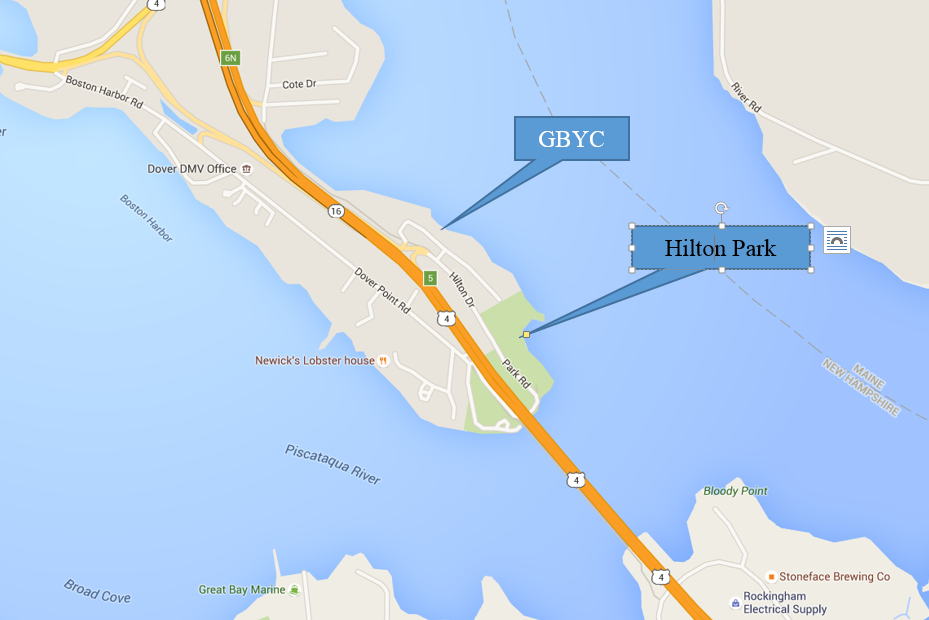 4
6N
Cote Dr
Boston Harbor Rd
River Rd
GBYC
Dover DMV Office
Boston Harbor
16
Hilton Park
5
Hilton Dr
Dover Point Rd
4
Newick's Lobster house
Park Rd
MAINE
NEW HAMPSHIRE
Piscataqua River
4
Bloody Point
4
Stoneface Brewing Co
Great Bay Marine
Broad Cove
Rockingham
Electrical Supply